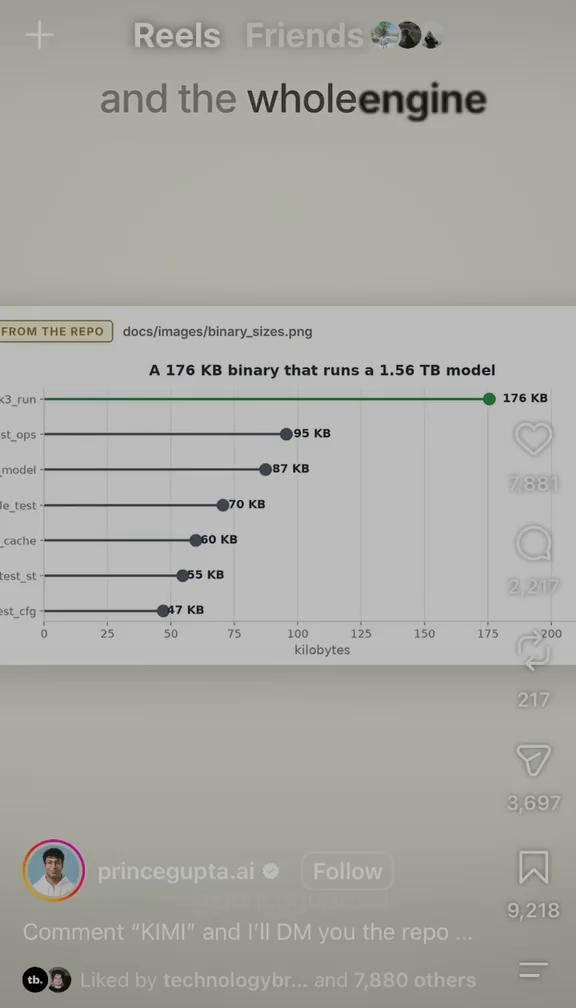 Reels Friends
and the wholeengine
FROM THE REPO docs/images/binary_sizes.png
A 176 KB binary that runs a 1.56 TB model
k3_run 176 KB
st_ops 95 KB
model 87 KB
le_test 70 KB
_cache 60 KB
test_st 55 KB
est_cfg 47 KB
0 25 50 75 100 125 150 175 200
kilobytes
7,881
2,217
217
3,697
9,218
princegupta.ai Follow
Comment “KIMI” and I’ll DM you the repo ...
tb. Liked by technologybr... and 7,880 others